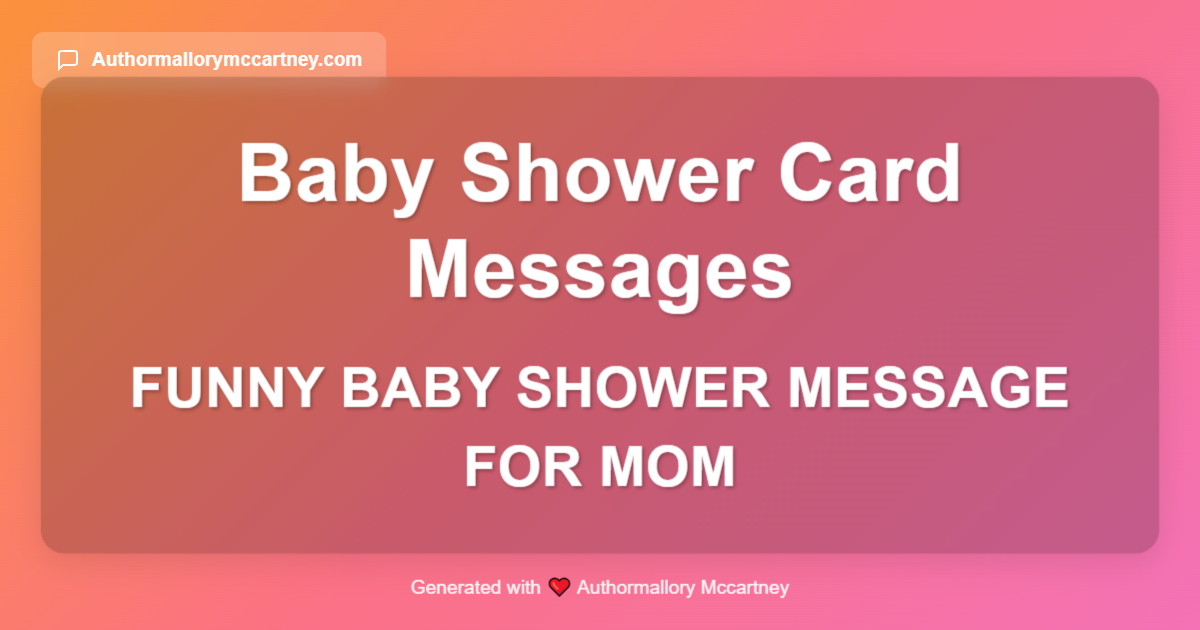 Authormallorymccartney.com
Baby Shower Card
Messages
FUNNY BABY SHOWER MESSAGE
FOR MOM
Generated with ❤️ Authormallory Mccartney